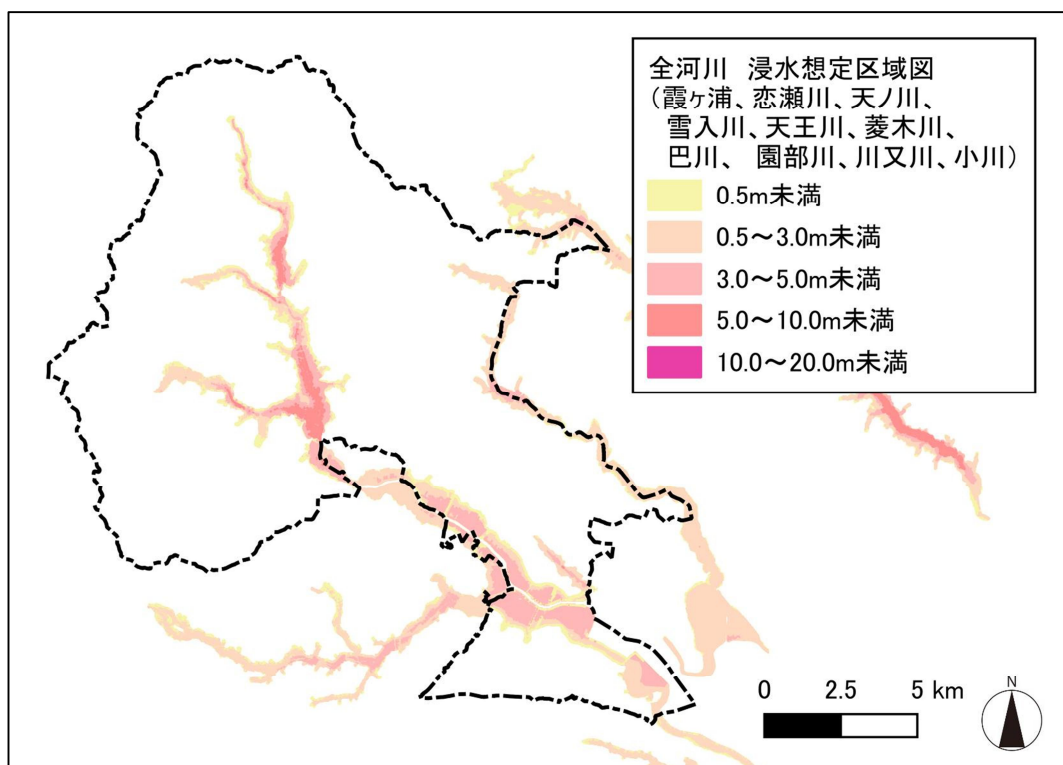 全河川 浸水想定区域図
（霞ヶ浦、恋瀬川、天ノ川、
雪入川、天王川、菱木川、
巴川、 園部川、川又川、小川）
0.5m未満
0.5～3.0m未満
3.0～5.0m未満
5.0～10.0m未満
10.0～20.0m未満
0 2.5 5 km
N